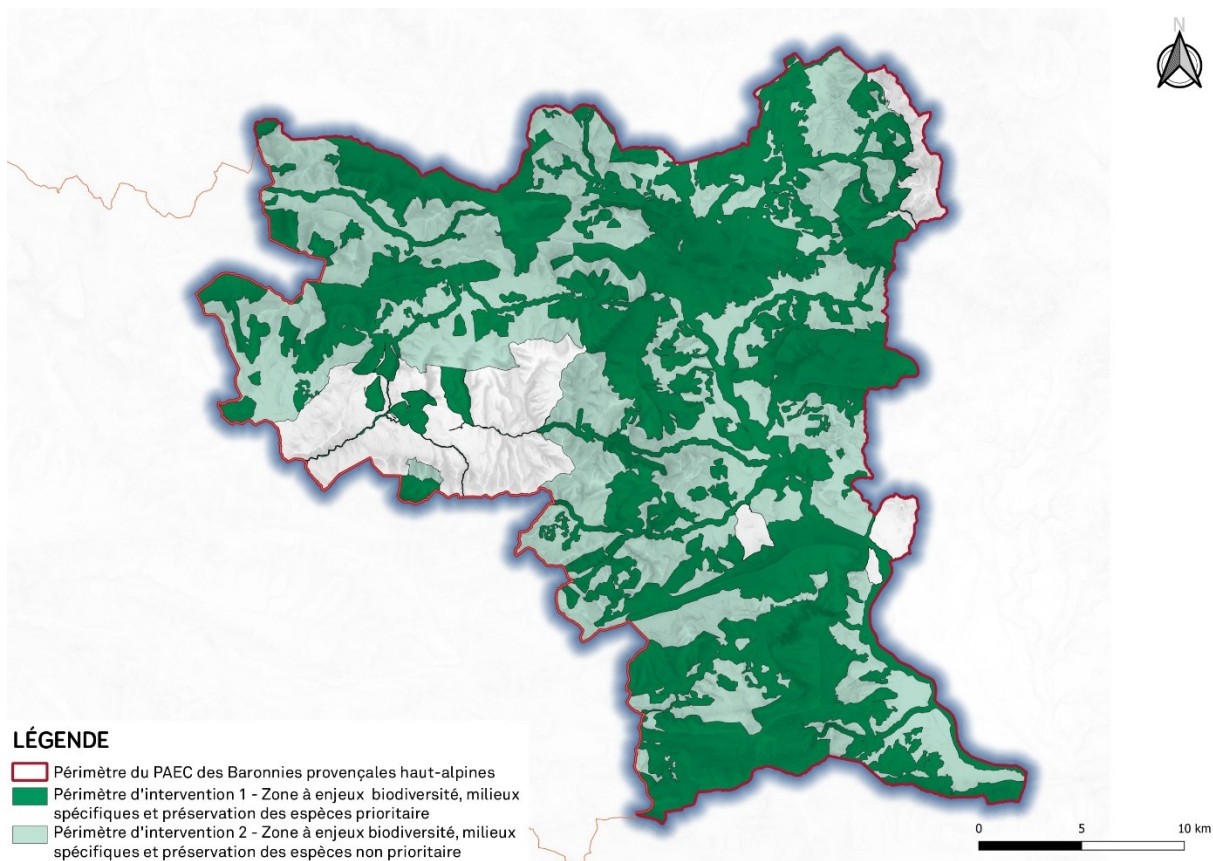 N
LÉGENDE
Périmètre du PAEC des Baronnies provençales haut-alpines
Périmètre d'intervention 1 - Zone à enjeux biodiversité, milieux
spécifiques et préservation des espèces prioritaire
Périmètre d'intervention 2 - Zone à enjeux biodiversité, milieux
spécifiques et préservation des espèces non prioritaire
0 5 10 km